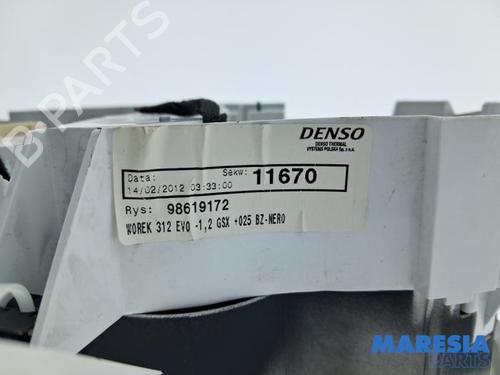 DENSO
DENSO THERMAL
SYSTEMS POLSKA Sp. z o.o.
Data: Sekw: 11670
14/02/2012 03:33:00
Rys: 98619172
WOREK 312 EVO -1,2 GSX +025 BZ-NERO
MARESIA
PARTS